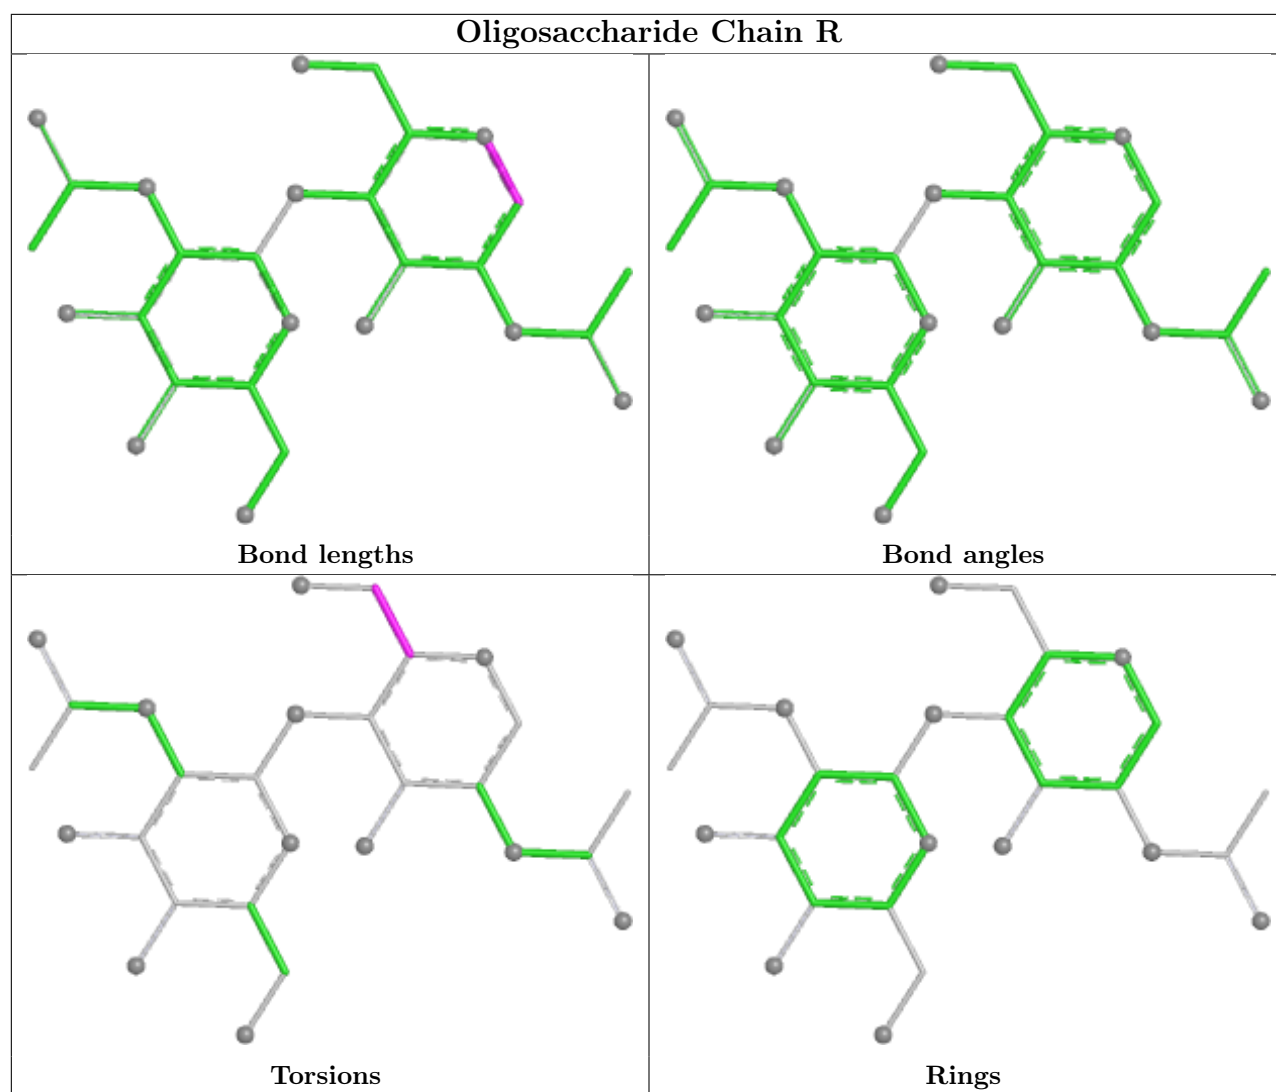 Oligosaccharide Chain R
Bond lengths
Bond angles
Torsions
Rings